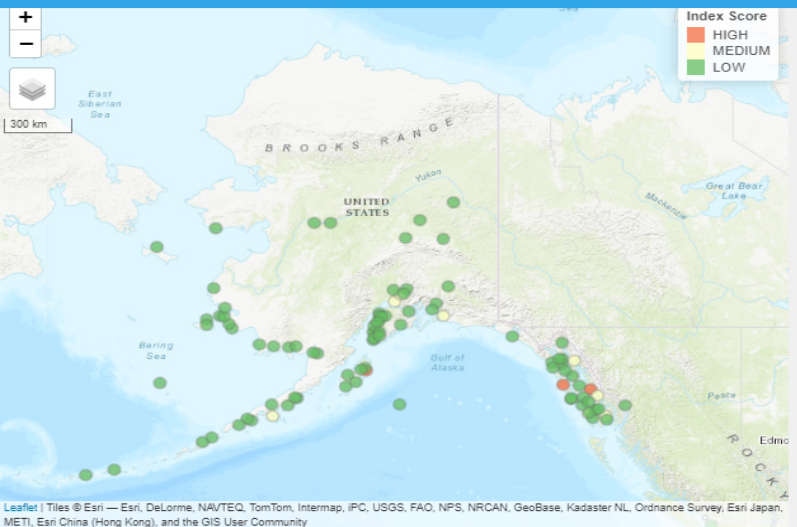 Sea
+
−
Index Score
HIGH
MEDIUM
LOW
East
Siberian
Sea
300 km
BROOKS RANGE
Yukon
UNITED
STATES
Great Bear
Lake
Mackenzie
Bering
Sea
Gulf of
Alaska
Peace
Edmo
ROCKY
Leaflet | Tiles © Esri — Esri, DeLorme, NAVTEQ, TomTom, Intermap, iPC, USGS, FAO, NPS, NRCAN, GeoBase, Kadaster NL, Ordnance Survey, Esri Japan,
METI, Esri China (Hong Kong), and the GIS User Community